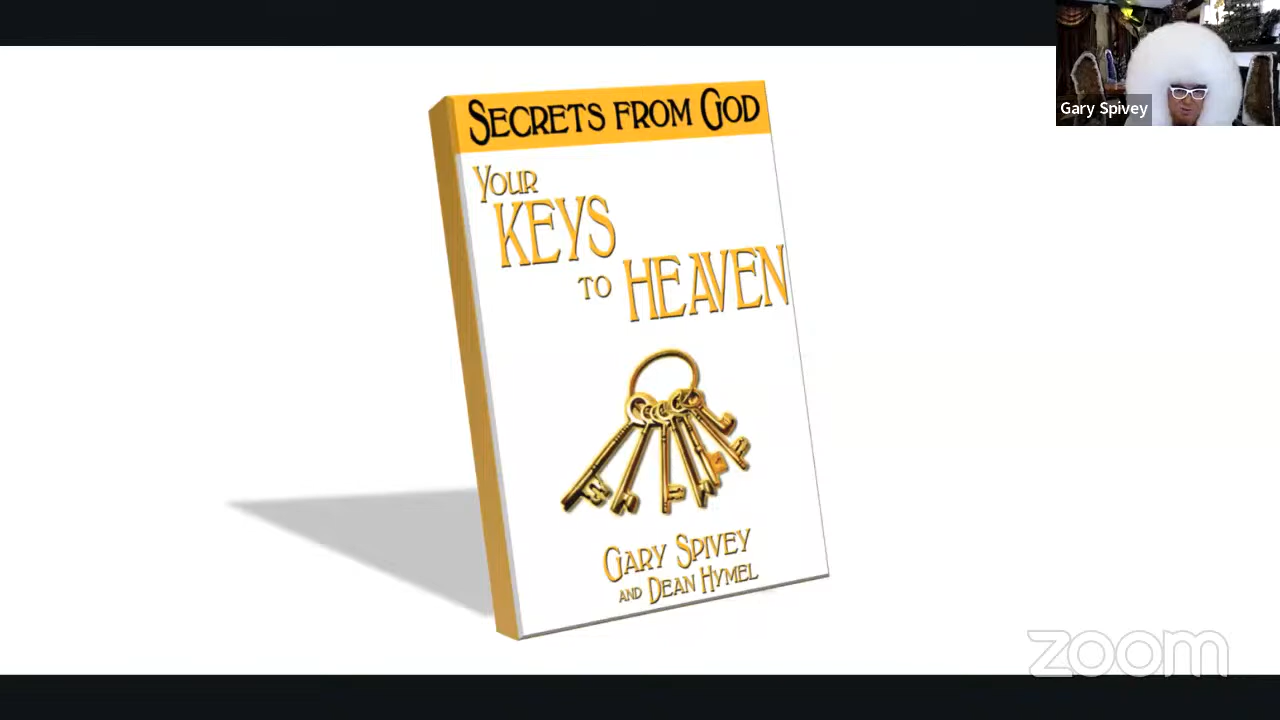 Gary Spivey
SECRETS FROM GOD
YOUR
KEYS
TO HEAVEN
GARY SPIVEY
AND DEAN HYMEL
zoom